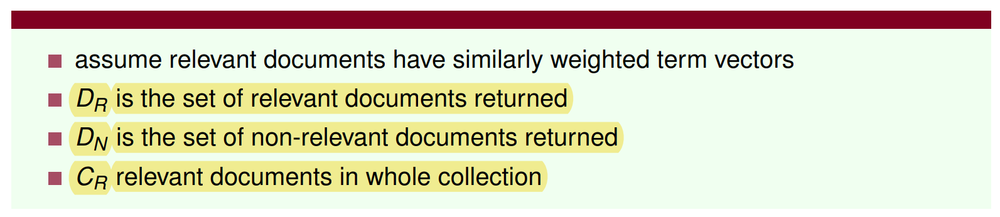 assume relevant documents have similarly weighted term vectors
D_R is the set of relevant documents returned
D_N is the set of non-relevant documents returned
C_R relevant documents in whole collection